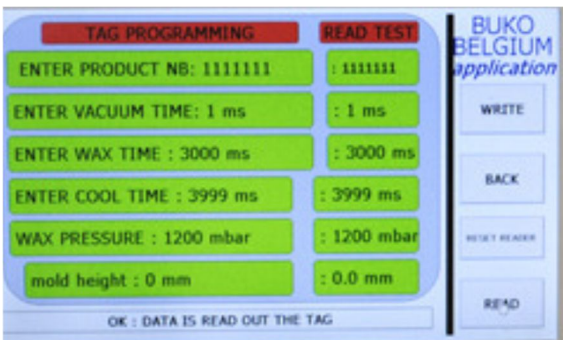 TAG PROGRAMMING READ TEST
ENTER PRODUCT NB: 1111111 : 1111111
ENTER VACUUM TIME: 1 ms : 1 ms
ENTER WAX TIME : 3000 ms : 3000 ms
ENTER COOL TIME : 3999 ms : 3999 ms
WAX PRESSURE : 1200 mbar : 1200 mbar
mold height : 0 mm : 0.0 mm
OK : DATA IS READ OUT THE TAG
BUKO
BELGIUM
application
WRITE
BACK
RESET READER
READ